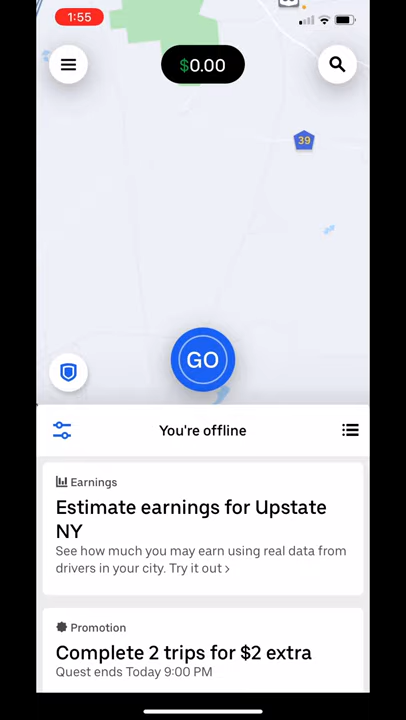 1:55
$0.00
39
GO
You're offline
Earnings
Estimate earnings for Upstate
NY
See how much you may earn using real data from
drivers in your city. Try it out ›
Promotion
Complete 2 trips for $2 extra
Quest ends Today 9:00 PM